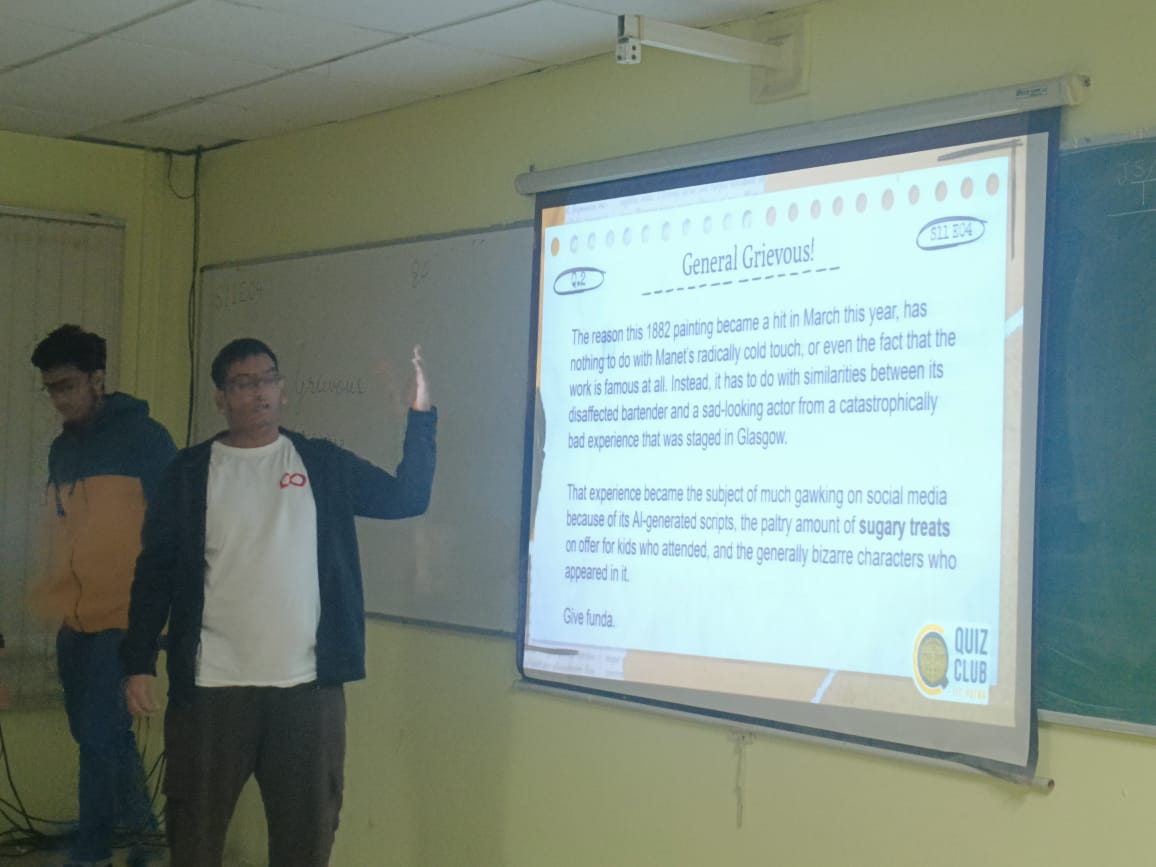 S11E04
Grievous
Q.2
General Grievous!
S11 E04
The reason this 1882 painting became a hit in March this year, has
nothing to do with Manet's radically cold touch, or even the fact that the
work is famous at all. Instead, it has to do with similarities between its
disaffected bartender and a sad-looking actor from a catastrophically
bad experience that was staged in Glasgow.
That experience became the subject of much gawking on social media
because of its AI-generated scripts, the paltry amount of sugary treats
on offer for kids who attended, and the generally bizarre characters who
appeared in it.
Give funda.
QUIZ
CLUB
IIT PATNA